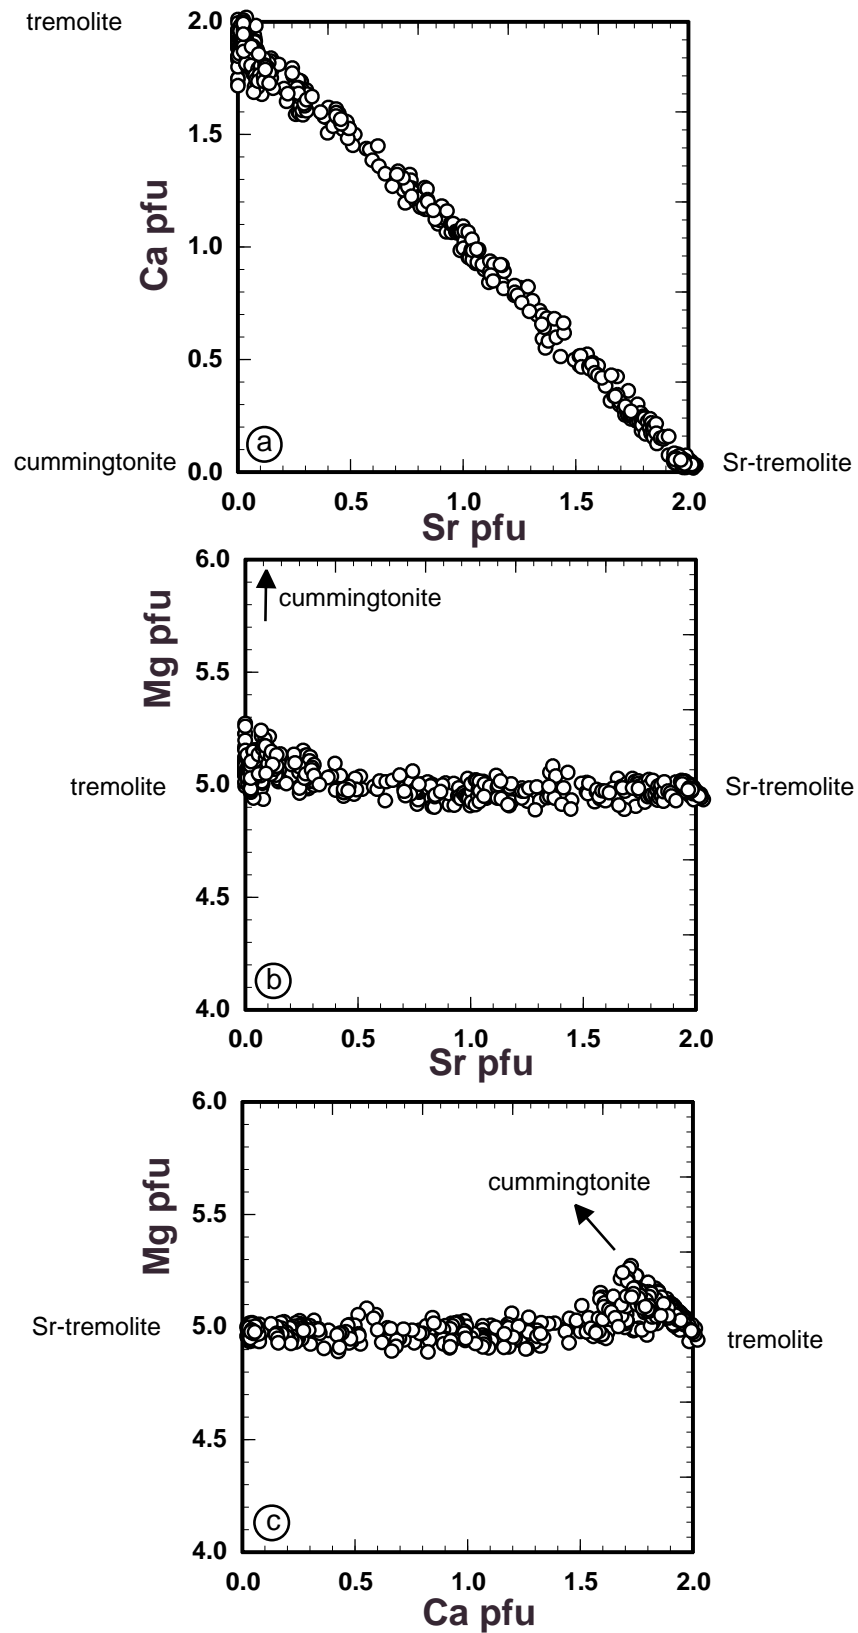 tremolite
2.0
1.5
1.0
0.5
0.0
Ca pfu
a
cummingtonite
Sr-tremolite
0.5 1.0 1.5 2.0
Sr pfu
6.0
5.5
5.0
4.5
4.0
Mg pfu
cummingtonite
tremolite
Sr-tremolite
b
0.0 0.5 1.0 1.5 2.0
Sr pfu
6.0
5.5
5.0
4.5
4.0
Mg pfu
cummingtonite
Sr-tremolite
tremolite
c
0.0 0.5 1.0 1.5 2.0
Ca pfu